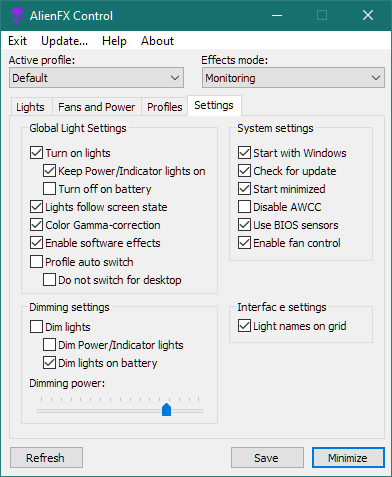 AlienFX Control
Exit Update... Help About
Active profile: Effects mode:
Default Monitoring
Lights Fans and Power Profiles Settings
Global Light Settings
Turn on lights
Keep Power/Indicator lights on
Turn off on battery
Lights follow screen state
Color Gamma-correction
Enable software effects
Profile auto switch
Do not switch for desktop
System settings
Start with Windows
Check for update
Start minimized
Disable AWCC
Use BIOS sensors
Enable fan control
Dimming settings
Dim lights
Dim Power/Indicator lights
Dim lights on battery
Dimming power:
Interfac e settings
Light names on grid
Refresh Save Minimize